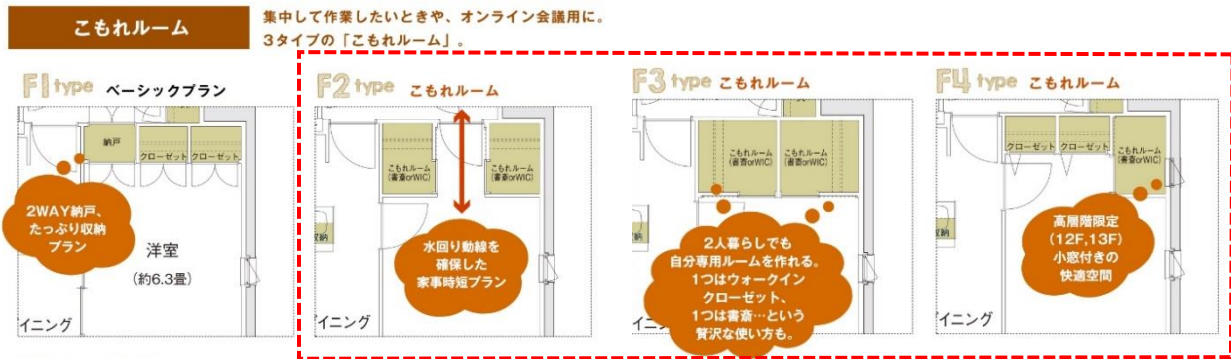 こもれルーム
集中して作業したいときや、オンライン会議用に。
3タイプの「こもれルーム」。
F1 type ベーシックプラン
納戸
クローゼット
クローゼット
2WAY納戸、
たっぷり収納
プラン
洋室
(約6.3畳)
イニング
F2 type こもれルーム
こもれルーム
(書斎orWIC)
こもれルーム
(書斎orWIC)
収納
水回り動線を
確保した
家事時短プラン
イニング
F3 type こもれルーム
こもれルーム
(書斎orWIC)
こもれルーム
(書斎orWIC)
収納
2人暮らしでも
自分専用ルームを作れる。
1つはウォークイン
クローゼット、
1つは書斎…という
贅沢な使い方も。
イニング
F4 type こもれルーム
クローゼット
クローゼット
こもれルーム
(書斎orWIC)
収納
高層階限定
(12F,13F)
小窓付きの
快適空間
イニング